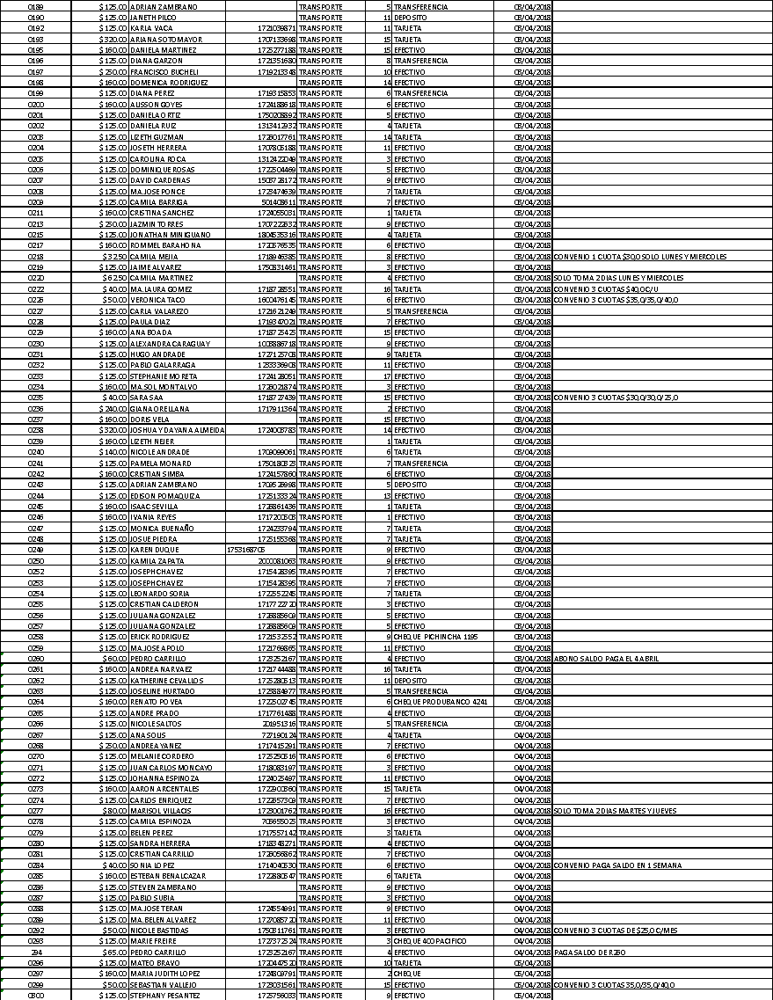 0189 $125.00 ADRIAN ZAMBRANO TRANSPORTE 5 TRANSFERENCIA 03/04/2018
0190 $125.00 JANETH PILCO TRANSPORTE 11 DEPOSITO 03/04/2018
0192 $125.00 KARLA VACA 1721039871 TRANSPORTE 11 TARJETA 03/04/2018
0193 $320.00 ARIANA SOTOMAYOR 1707133698 TRANSPORTE 15 TARJETA 03/04/2018
0195 $160.00 DANIELA MARTINEZ 1725277188 TRANSPORTE 15 EFECTIVO 03/04/2018
0196 $125.00 DIANA GARZON 1721351680 TRANSPORTE 8 TRANSFERENCIA 03/04/2018
0197 $250.00 FRANCISCO BUCHELI 1719213348 TRANSPORTE 10 EFECTIVO 03/04/2018
0198 $160.00 DOMENICA RODRIGUEZ TRANSPORTE 14 EFECTIVO 03/04/2018
0199 $125.00 DIANA PEREZ 1719315853 TRANSPORTE 6 TRANSFERENCIA 03/04/2018
0200 $160.00 ALISSON GOYES 1724188618 TRANSPORTE 6 EFECTIVO 03/04/2018
0201 $125.00 DANIELA ORTIZ 1750208892 TRANSPORTE 5 EFECTIVO 03/04/2018
0202 $125.00 DANIELA RUIZ 1313412932 TRANSPORTE 4 TARJETA 03/04/2018
0203 $125.00 LIZETH GUZMAN 1726017761 TRANSPORTE 14 TARJETA 03/04/2018
0204 $125.00 JOSETH HERRERA 1707805188 TRANSPORTE 11 EFECTIVO 03/04/2018
0205 $125.00 CAROLINA ROCA 1312422049 TRANSPORTE 3 EFECTIVO 03/04/2018
0206 $125.00 DOMINIQUE ROSAS 1722504469 TRANSPORTE 5 EFECTIVO 03/04/2018
0207 $125.00 DAVID CARDENAS 1503728172 TRANSPORTE 9 EFECTIVO 03/04/2018
0208 $125.00 MA.JOSE PONCE 1723474639 TRANSPORTE 7 TARJETA 03/04/2018
0209 $125.00 CAMILA BARRIGA 501408611 TRANSPORTE 7 EFECTIVO 03/04/2018
0211 $160.00 CRISTINA SANCHEZ 1724055031 TRANSPORTE 1 TARJETA 03/04/2018
0213 $250.00 JAZMIN TORRES 1707222632 TRANSPORTE 9 EFECTIVO 03/04/2018
0215 $125.00 JONATHAN MINIGUANO 1804535316 TRANSPORTE 4 TARJETA 03/04/2018
0217 $160.00 ROMMEL BARAHONA 1720576535 TRANSPORTE 6 EFECTIVO 03/04/2018
0218 $32.50 CAMILA MEJIA 1718946385 TRANSPORTE 8 EFECTIVO 03/04/2018 CONVENIO 1 CUOTA $30,0 SOLO LUNES Y MIERCOLES
0219 $125.00 JAIME ALVAREZ 1750831461 TRANSPORTE 3 EFECTIVO 03/04/2018
0220 $62.50 CAMILA MARTINEZ TRANSPORTE 4 EFECTIVO 03/04/2018 SOLO TOMA 2 DIAS LUNES Y MIERCOLES
0222 $40.00 MA.LAURA GOMEZ 1718728551 TRANSPORTE 16 TARJETA 03/04/2018 CONVENIO 3 CUOTAS $40,0C/U
0226 $50.00 VERONICA TACO 1600476145 TRANSPORTE 6 EFECTIVO 03/04/2018 CONVENIO 3 CUOTAS $35,0/35,0/40,0
0227 $125.00 CARLA VALAREZO 1721621249 TRANSPORTE 5 TRANSFERENCIA 03/04/2018
0228 $125.00 PAULA DIAZ 1719347021 TRANSPORTE 7 EFECTIVO 03/04/2018
0229 $160.00 ANA BOADA 1718725425 TRANSPORTE 15 EFECTIVO 03/04/2018
0230 $125.00 ALEXANDRA CARAGUAY 1003886718 TRANSPORTE 9 EFECTIVO 03/04/2018
0231 $125.00 HUGO ANDRADE 1727125708 TRANSPORTE 9 TARJETA 03/04/2018
0232 $125.00 PABLO GALARRAGA 1233336908 TRANSPORTE 11 EFECTIVO 03/04/2018
0233 $125.00 STEPHANIE MORETA 1724128051 TRANSPORTE 17 EFECTIVO 03/04/2018
0234 $160.00 MA.SOL MONTALVO 1726021874 TRANSPORTE 3 EFECTIVO 03/04/2018
0235 $40.00 SARA SAA 1718727439 TRANSPORTE 15 EFECTIVO 03/04/2018 CONVENIO 3 CUOTAS $30,0/30,0/25,0
0236 $240.00 GIANA ORELLANA 1717911364 TRANSPORTE 2 EFECTIVO 03/04/2018
0237 $160.00 DORIS VELA TRANSPORTE 15 EFECTIVO 03/04/2018
0238 $320.00 JOSHUA Y DAYANA ALMEIDA 1724003783 TRANSPORTE 14 EFECTIVO 03/04/2018
0239 $160.00 LIZETH NEJER TRANSPORTE 1 TARJETA 03/04/2018
0240 $140.00 NICOLE ANDRADE 1709099061 TRANSPORTE 6 TARJETA 03/04/2018
0241 $125.00 PAMELA MONARD 1750180323 TRANSPORTE 7 TRANSFERENCIA 03/04/2018
0242 $160.00 CRISTIAN SIMBA 1724157860 TRANSPORTE 6 EFECTIVO 03/04/2018
0243 $125.00 ADRIAN ZAMBRANO 1709526998 TRANSPORTE 5 DEPOSITO 03/04/2018
0244 $125.00 EDISON POMAQUIZA 1725133324 TRANSPORTE 13 EFECTIVO 03/04/2018
0245 $160.00 ISAAC SEVILLA 1726861436 TRANSPORTE 1 TARJETA 03/04/2018
0246 $160.00 IVANIA REYES 1717200503 TRANSPORTE 1 EFECTIVO 03/04/2018
0247 $125.00 MONICA BUENAÑO 1724233794 TRANSPORTE 7 TARJETA 03/04/2018
0248 $125.00 JOSUE PIEDRA 1725155368 TRANSPORTE 7 TARJETA 03/04/2018
0249 $125.00 KAREN DUQUE 1753168705 TRANSPORTE 9 EFECTIVO 03/04/2018
0250 $125.00 KAMILA ZAPATA 2000081063 TRANSPORTE 9 EFECTIVO 03/04/2018
0252 $125.00 JOSEPH CHAVEZ 1715428395 TRANSPORTE 7 EFECTIVO 03/04/2018
0253 $125.00 JOSEPH CHAVEZ 1715428395 TRANSPORTE 7 EFECTIVO 03/04/2018
0254 $125.00 LEONARDO SORIA 1722552245 TRANSPORTE 7 TARJETA 03/04/2018
0255 $125.00 CRISTIAN CALDERON 1717722720 TRANSPORTE 3 EFECTIVO 03/04/2018
0256 $125.00 JULIANA GONZALEZ 1726885609 TRANSPORTE 5 EFECTIVO 03/04/2018
0257 $125.00 JULIANA GONZALEZ 1726885609 TRANSPORTE 5 EFECTIVO 03/04/2018
0258 $125.00 ERICK RODRIGUEZ 1721532352 TRANSPORTE 9 CHEQUE PICHINCHA 1195 03/04/2018
0259 $125.00 MA.JOSE APOLO 1721769865 TRANSPORTE 11 EFECTIVO 03/04/2018
0260 $60.00 PEDRO CARRILLO 1723252167 TRANSPORTE 4 EFECTIVO 03/04/2018 ABONO SALDO PAGA EL 4 ABRIL
0261 $160.00 ANDREA NARVAEZ 1721744488 TRANSPORTE 16 TARJETA 03/04/2018
0262 $125.00 KATHERINE CEVALLOS 1725280513 TRANSPORTE 11 DEPOSITO 03/04/2018
0263 $125.00 JOSELINE HURTADO 1723884977 TRANSPORTE 5 TRANSFERENCIA 03/04/2018
0264 $160.00 RENATO POVEA 1722502745 TRANSPORTE 6 CHEQUE PRODUBANCO 4241 03/04/2018
0265 $125.00 ANDRE PRADO 1717761488 TRANSPORTE 4 EFECTIVO 03/04/2018
0266 $125.00 NICOLE SALTOS 201951316 TRANSPORTE 5 TRANSFERENCIA 03/04/2018
0267 $125.00 ANA SOLIS 727190124 TRANSPORTE 4 TARJETA 04/04/2018
0268 $250.00 ANDREA YANEZ 1717415291 TRANSPORTE 7 EFECTIVO 04/04/2018
0270 $125.00 MELANIE CORDERO 1725250516 TRANSPORTE 6 EFECTIVO 04/04/2018
0271 $125.00 JUAN CARLOS MONCAYO 1718083197 TRANSPORTE 3 EFECTIVO 04/04/2018
0272 $125.00 JOHANNA ESPINOZA 1724025497 TRANSPORTE 11 EFECTIVO 04/04/2018
0273 $160.00 AARON ARCENTALES 1722900360 TRANSPORTE 15 TARJETA 04/04/2018
0274 $125.00 CARLOS ENRIQUEZ 1722657309 TRANSPORTE 7 EFECTIVO 04/04/2018
0277 $80.00 MARISOL VILLACIS 1723001762 TRANSPORTE 16 EFECTIVO 04/04/2018 SOLO TOMA 2 DIAS MARTES Y JUEVES
0278 $125.00 CAMILA ESPINOZA 705655025 TRANSPORTE 3 EFECTIVO 04/04/2018
0279 $125.00 BELEN PEREZ 1717557142 TRANSPORTE 3 TARJETA 04/04/2018
0280 $125.00 SANDRA HERRERA 1718348271 TRANSPORTE 4 EFECTIVO 04/04/2018
0281 $125.00 CRISTIAN CARRILLO 1726056862 TRANSPORTE 7 EFECTIVO 04/04/2018
0284 $40.00 SONIA LOPEZ 1714040530 TRANSPORTE 6 EFECTIVO 04/04/2018 CONVENIO PAGA SALDO EN 1 SEMANA
0285 $160.00 ESTEBAN BENALCAZAR 1722880547 TRANSPORTE 6 TARJETA 04/04/2018
0286 $125.00 STEVEN ZAMBRANO TRANSPORTE 9 EFECTIVO 04/04/2018
0287 $125.00 PABLO SUBIA TRANSPORTE 3 EFECTIVO 04/04/2018
0288 $125.00 MA.JOSE TERAN 1724554991 TRANSPORTE 9 EFECTIVO 04/04/2018
0289 $125.00 MA.BELEN ALVAREZ 1727085720 TRANSPORTE 11 EFECTIVO 04/04/2018
0292 $50.00 NICOLE BASTIDAS 1750311761 TRANSPORTE 3 EFECTIVO 04/04/2018 CONVENIO 3 CUOTAS DE $25,0 C/MES
0293 $125.00 MARIE FREIRE 1727372524 TRANSPORTE 3 CHEQUE 400 PACIFICO 04/04/2018
294 $65.00 PEDRO CARRILLO 1723252167 TRANSPORTE 4 EFECTIVO 04/04/2018 PAGA SALDO DE R260
0296 $125.00 MATEO BRAVO 1720447520 TRANSPORTE 10 TARJETA 05/04/2018
0297 $160.00 MARIA JUDITH LOPEZ 1724809791 TRANSPORTE 2 CHEQUE 05/04/2018
0299 $50.00 SEBASTIAN VALLEJO 1723031561 TRANSPORTE 15 EFECTIVO 05/04/2018 CONVENIO 3 CUOTAS 35,0/35,0/40,0
0300 $125.00 STEPHANY PESANTEZ 1725756033 TRANSPORTE 9 EFECTIVO 05/04/2018